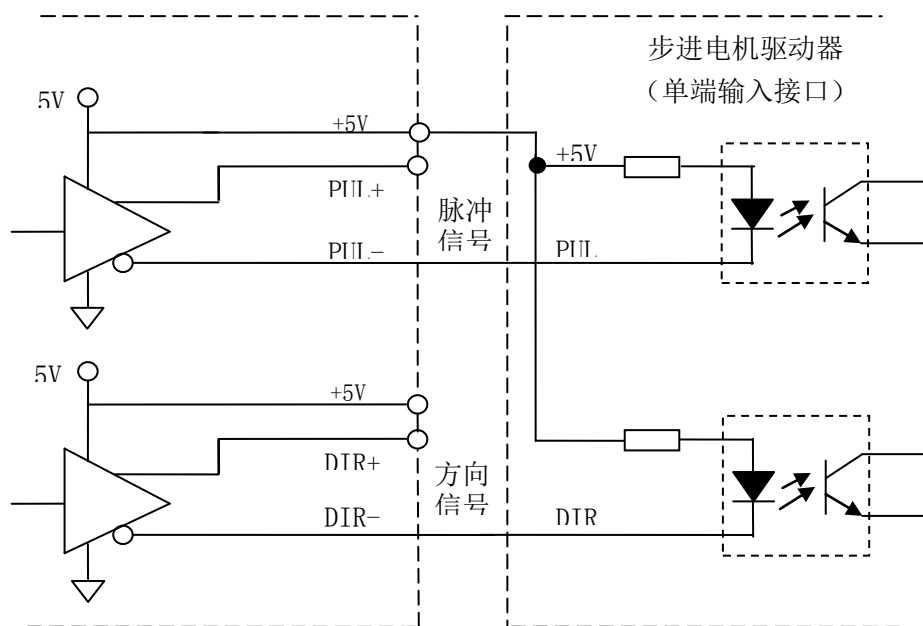 步进电机驱动器
（单端输入接口）
5V
+5V
+5V
PUL+
脉冲
信号
PUL-
PUL
5V
+5V
DIR+
方向
信号
DIR-
DIR